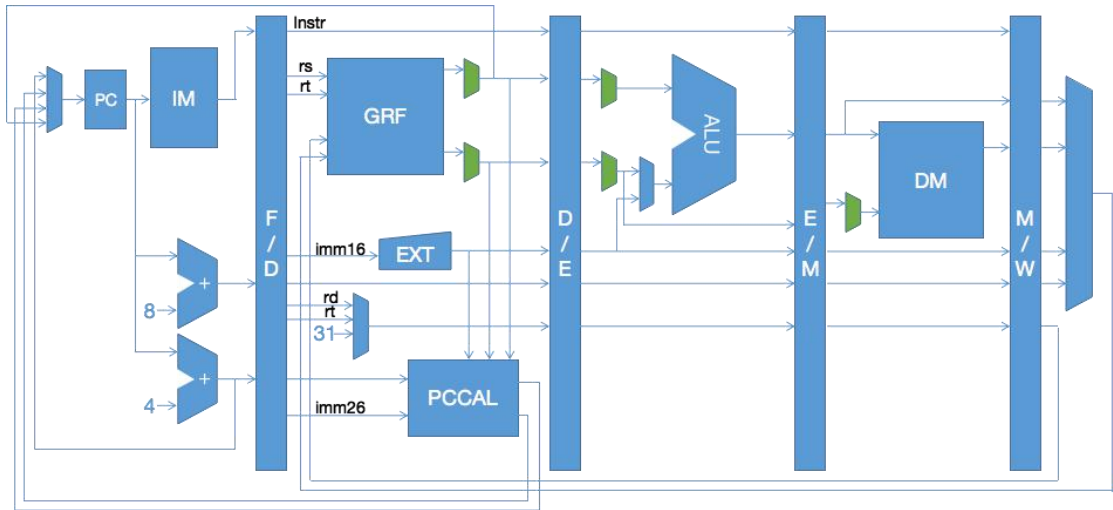 Instr
rs
rt
PC
IM
GRF
ALU
DM
F
/
D
D
/
E
E
/
M
M
/
W
imm16
EXT
+
8
rd
rt
31
+
4
PCCAL
imm26